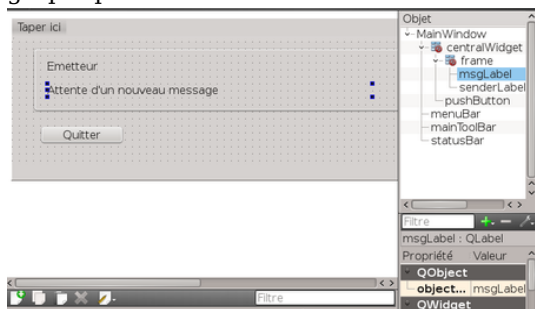 Taper ici
Emetteur
Attente d'un nouveau message
Quitter
Filtre
Objet
MainWindow
centralWidget
frame
msgLabel
senderLabel
pushButton
menuBar
mainToolBar
statusBar
Filtre
msgLabel : QLabel
Propriété Valeur
QObject
object... msgLabel
QWidget